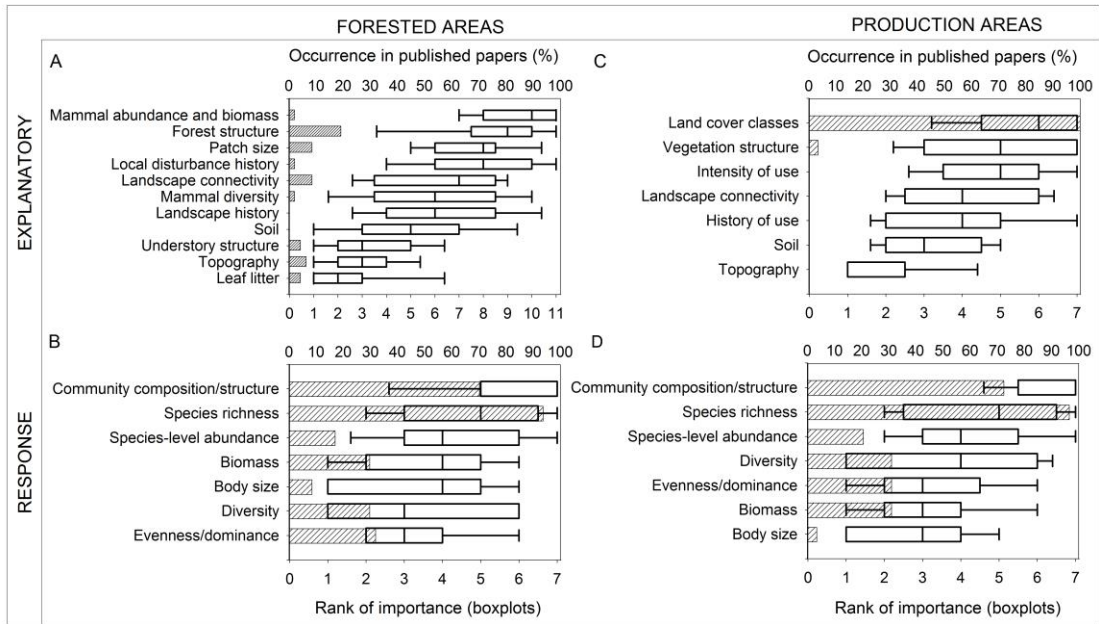 FORESTED AREAS
PRODUCTION AREAS
EXPLANATORY
A
Occurrence in published papers (%)
0 10 20 30 40 50 60 70 80 90 100
Mammal abundance and biomass
Forest structure
Patch size
Local disturbance history
Landscape connectivity
Mammal diversity
Landscape history
Soil
Understory structure
Topography
Leaf litter
0 1 2 3 4 5 6 7 8 9 10 11
C
Occurrence in published papers (%)
0 10 20 30 40 50 60 70 80 90 100
Land cover classes
Vegetation structure
Intensity of use
Landscape connectivity
History of use
Soil
Topography
0 1 2 3 4 5 6 7
RESPONSE
B
0 10 20 30 40 50 60 70 80 90 100
Community composition/structure
Species richness
Species-level abundance
Biomass
Body size
Diversity
Evenness/dominance
0 1 2 3 4 5 6 7
Rank of importance (boxplots)
D
0 10 20 30 40 50 60 70 80 90 100
Community composition/structure
Species richness
Species-level abundance
Diversity
Evenness/dominance
Biomass
Body size
0 1 2 3 4 5 6 7
Rank of importance (boxplots)